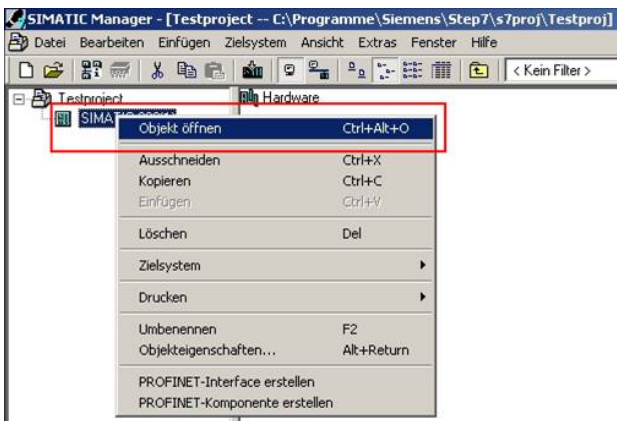 SIMATIC Manager - [Testproject -- C:\Programme\Siemens\Step7\s7proj\Testproj]
Datei Bearbeiten Einfügen Zielsystem Ansicht Extras Fenster Hilfe
< Kein Filter >
Testproject
Hardware
Objekt öffnen Ctrl+Alt+O
Ausschneiden Ctrl+X
Kopieren Ctrl+C
Einfügen Ctrl+V
Löschen Del
Zielsystem
Drucken
Umbenennen F2
Objekteigenschaften... Alt+Return
PROFINET-Interface erstellen
PROFINET-Komponente erstellen